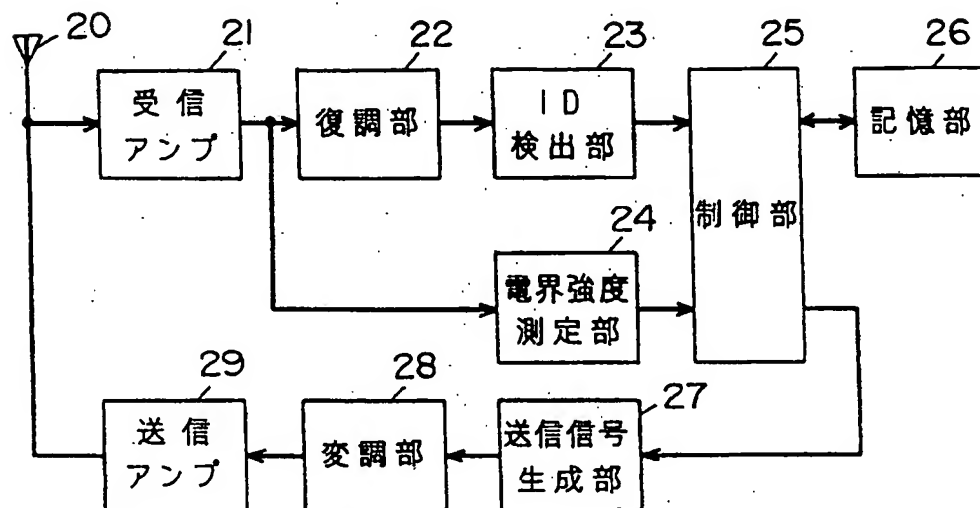 20
21
22
23
25
26
受信
アンプ
復調部
ID
検出部
制御部
記憶部
24
電界強度
測定部
29
28
27
送信
アンプ
変調部
送信信号
生成部